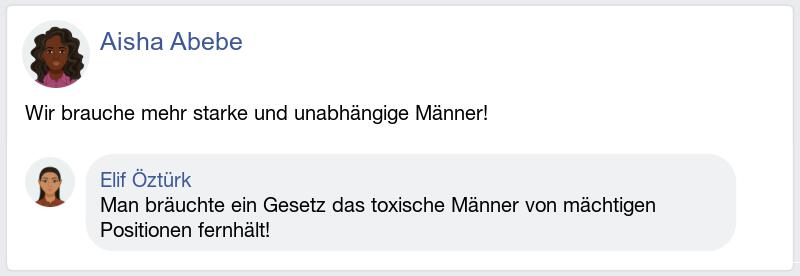 Aisha Abebe
Wir brauche mehr starke und unabhängige Männer!
Elif Öztürk
Man bräuchte ein Gesetz das toxische Männer von mächtigen
Positionen fernhält!